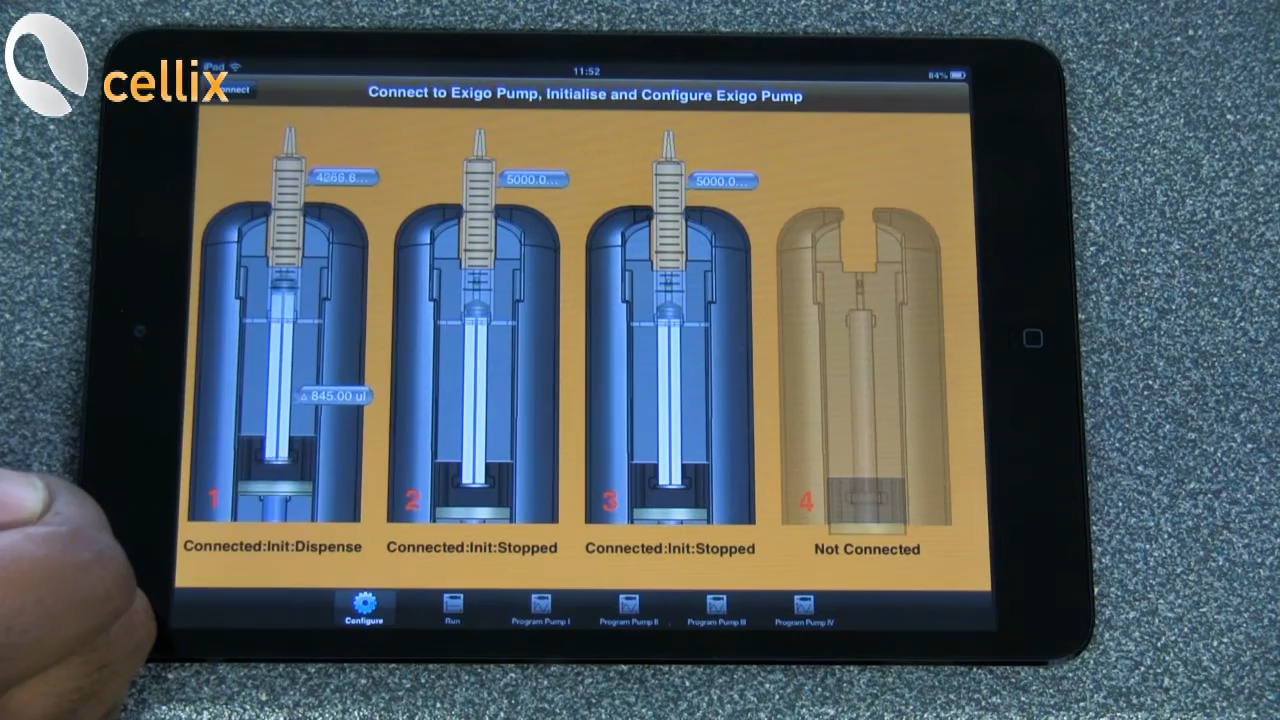 cellix
iPad
11:52
84%
Connect to Exigo Pump, Initialise and Configure Exigo Pump
4266.6...
5000.0...
5000.0...
△ 845.00 ul
1
2
3
4
Connected:Init:Dispense
Connected:Init:Stopped
Connected:Init:Stopped
Not Connected
Configure
Run
Program Pump I
Program Pump II
Program Pump III
Program Pump IV